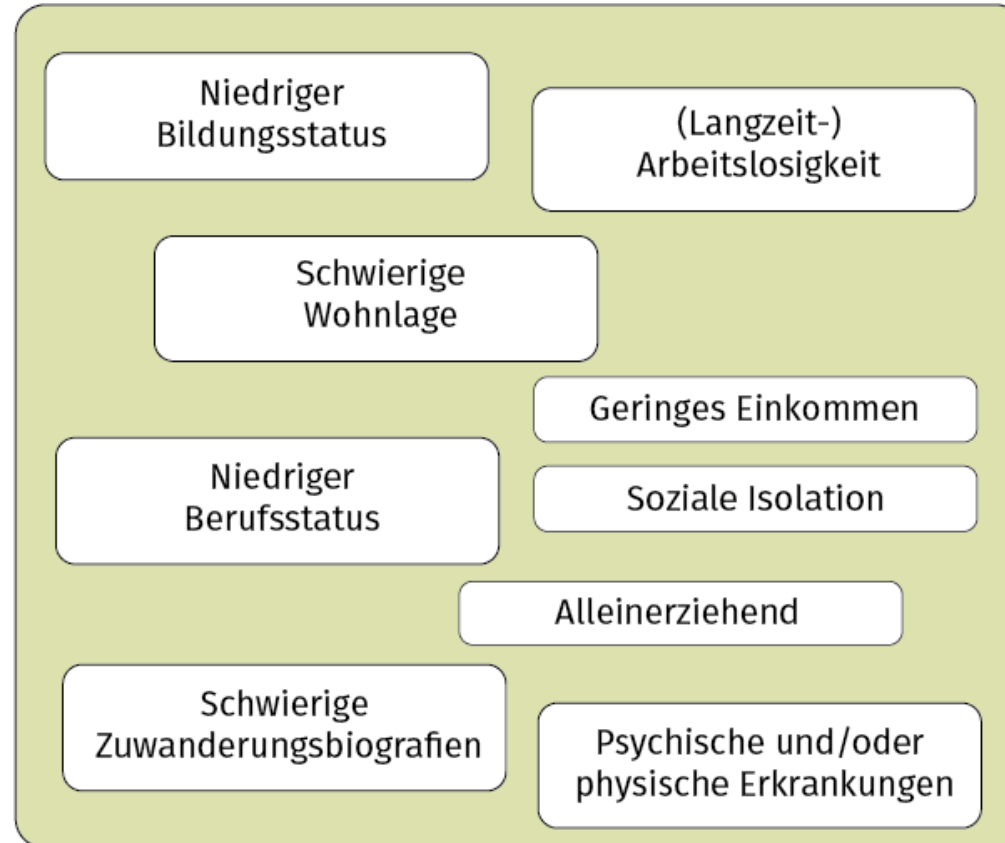 Niedriger
Bildungsstatus
(Langzeit-)
Arbeitslosigkeit
Schwierige
Wohnlage
Geringes Einkommen
Niedriger
Berufsstatus
Soziale Isolation
Alleinerziehend
Schwierige
Zuwanderungsbiografien
Psychische und/oder
physische Erkrankungen